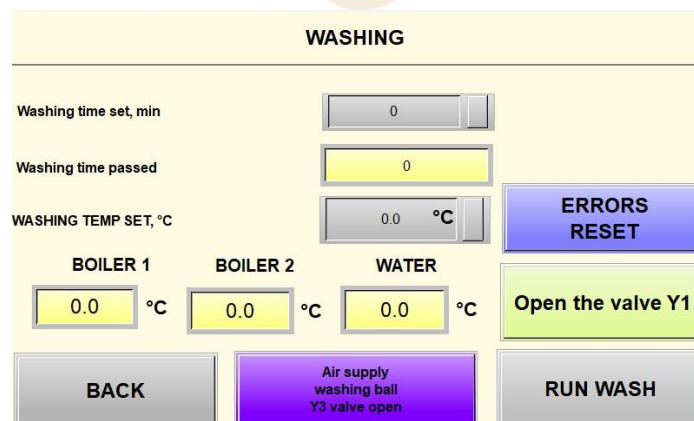 WASHING
Washing time set, min
0
Washing time passed
0
WASHING TEMP SET, °C
0.0 °C
ERRORS
RESET
BOILER 1
BOILER 2
WATER
0.0 °C
0.0 °C
0.0 °C
Open the valve Y1
BACK
Air supply
washing ball
Y3 valve open
RUN WASH